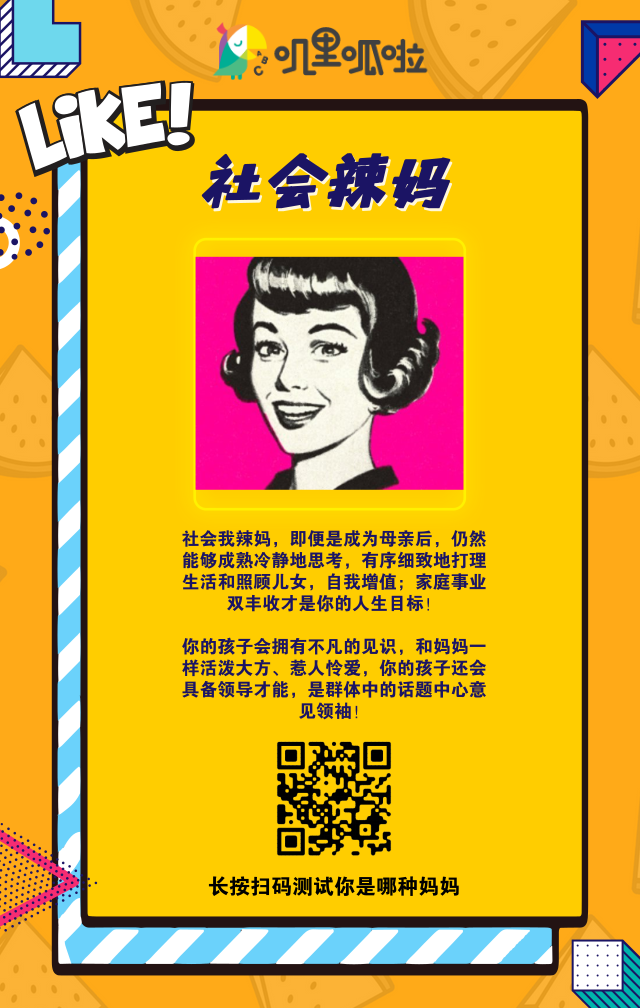 ABC
叽里呱啦
LiKE!
社会辣妈
社会我辣妈，即便是成为母亲后，仍然
能够成熟冷静地思考，有序细致地打理
生活和照顾儿女，自我增值；家庭事业
双丰收才是你的人生目标！
你的孩子会拥有不凡的见识，和妈妈一
样活泼大方、惹人怜爱，你的孩子还会
具备领导才能，是群体中的话题中心意
见领袖！
长按扫码测试你是哪种妈妈